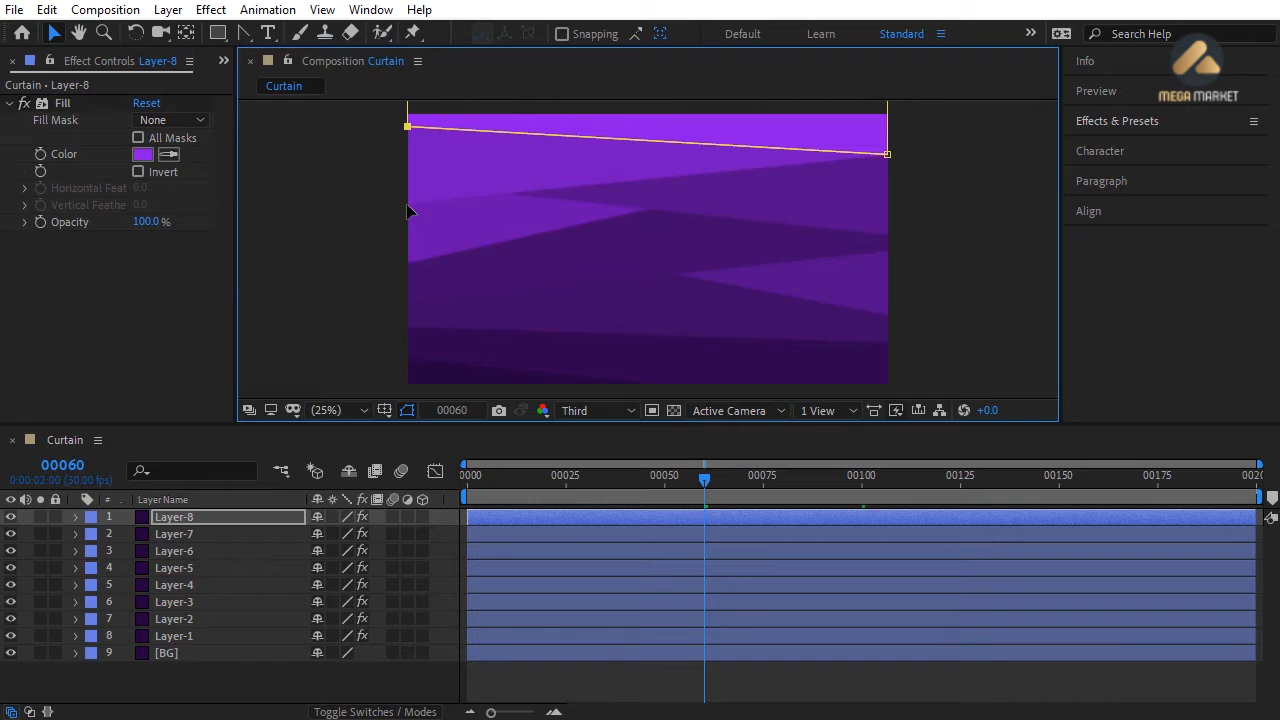 File Edit Composition Layer Effect Animation View Window Help
Snapping Default Learn Standard Search Help
Effect Controls Layer-8
Composition Curtain
Info
MEGA MARKET
Curtain • Layer-8
Curtain
Preview
fx Fill Reset
Fill Mask None
Effects & Presets
All Masks
Color
Character
Invert
Horizontal Feat 0.0
Paragraph
Vertical Feathe 0.0
Opacity 100.0 %
Align
(25%) 00060 Third Active Camera 1 View +0.0
Curtain
00060
0:00:02:00 (30.00 fps)
0000 00025 00050 00075 00100 00125 00150 00175 0020
# Layer Name fx
1 Layer-8 fx
2 Layer-7 fx
3 Layer-6 fx
4 Layer-5 fx
5 Layer-4 fx
6 Layer-3 fx
7 Layer-2 fx
8 Layer-1 fx
9 [BG]
Toggle Switches / Modes